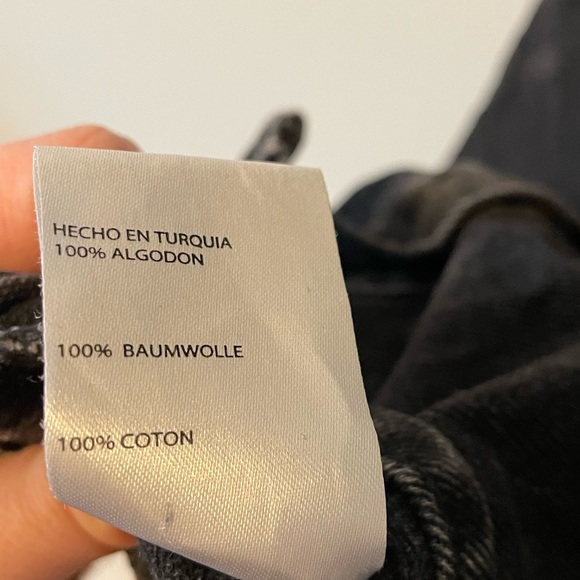 HECHO EN TURQUIA
100% ALGODON
100% BAUMWOLLE
100% COTON